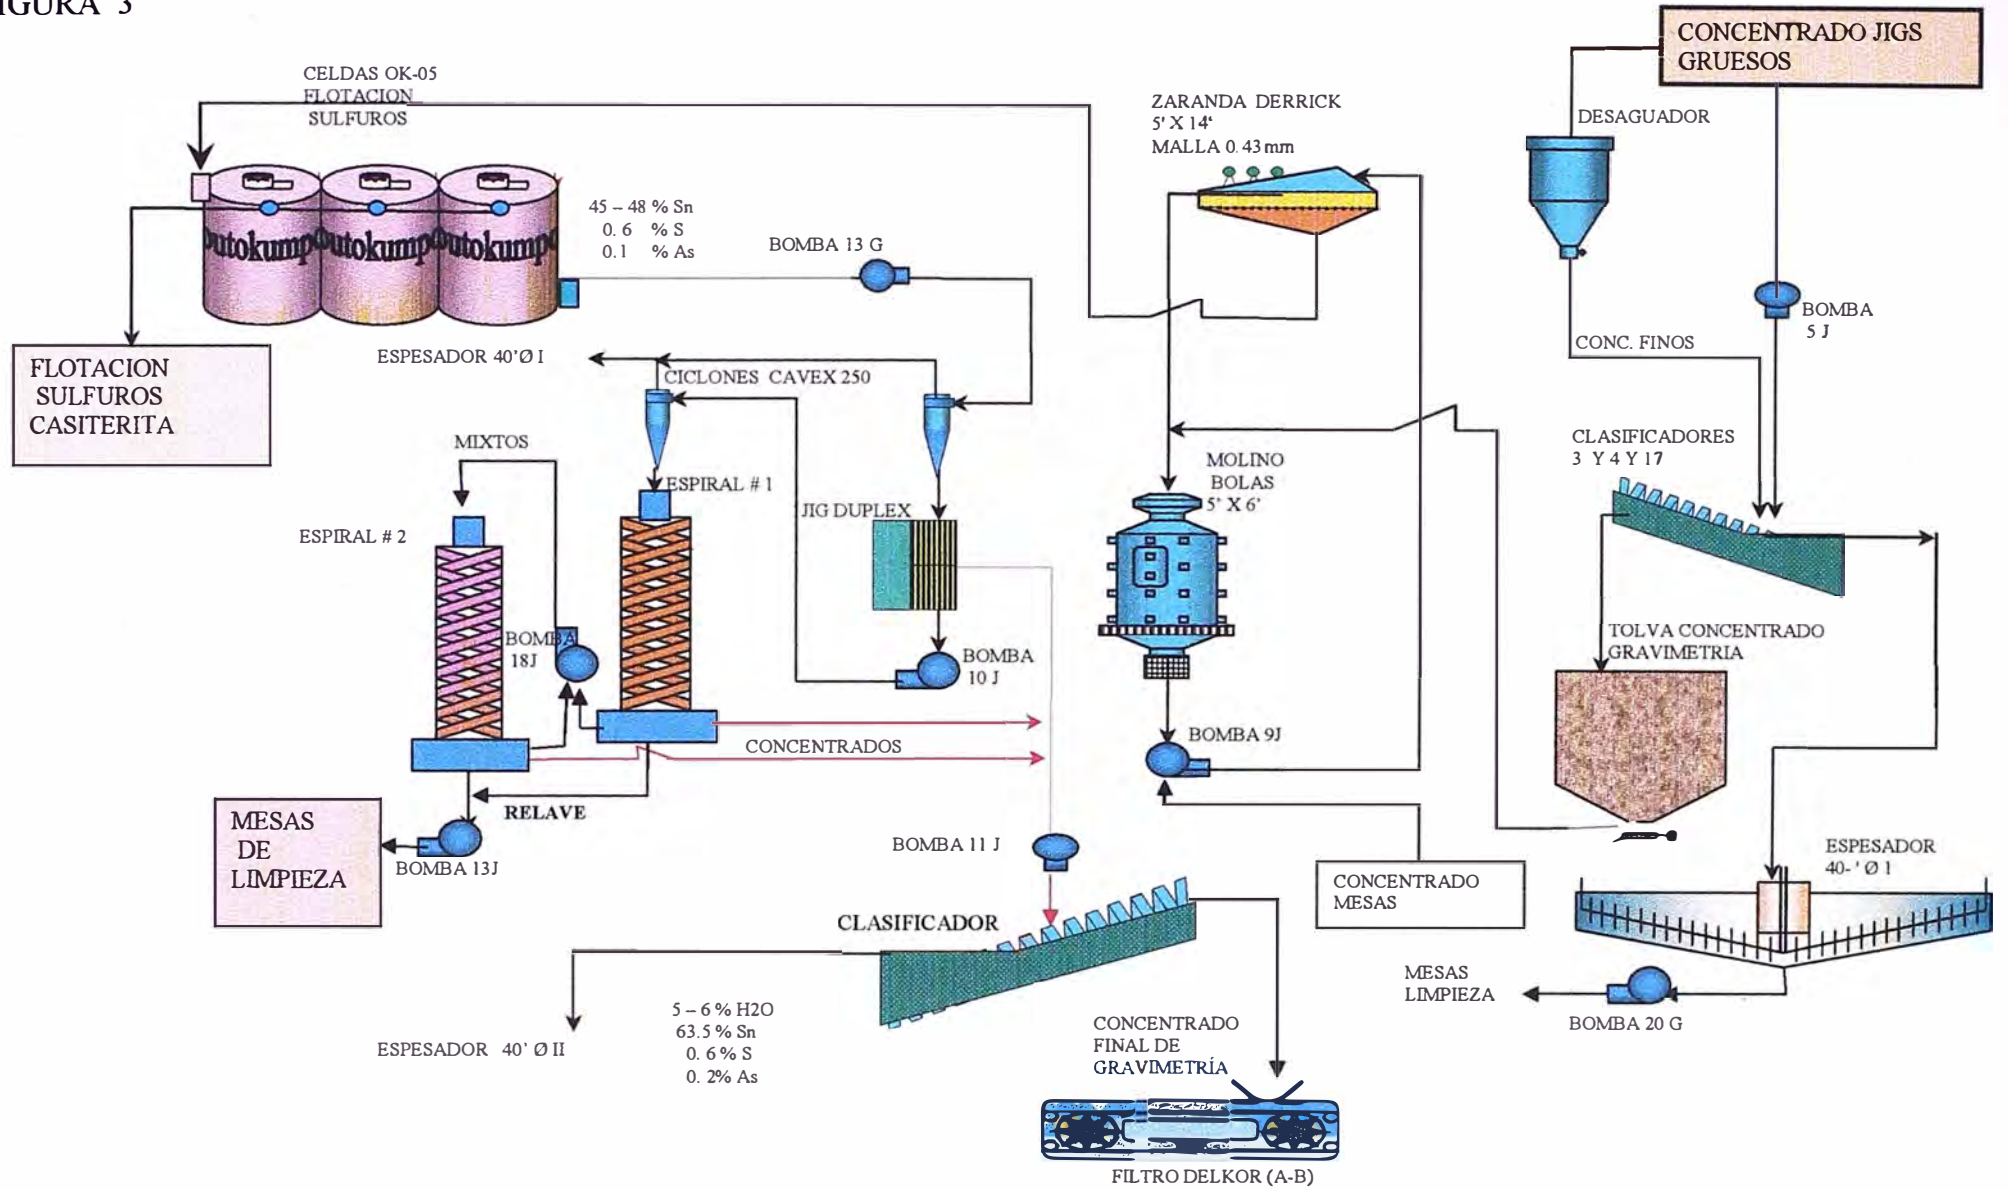 FIGURA 3
CELDAS OK-05
FLOTACION
SULFUROS
CONCENTRADO JIGS
GRUESOS
ZARANDA DERRICK
5' X 14'
MALLA 0.43 mm
DESAGUADOR
utokump
utokump
utokump
45 – 48 % Sn
0.6 % S
0.1 % As
BOMBA 13 G
BOMBA
5 J
CONC. FINOS
ESPESADOR 40'Ø I
FLOTACION
SULFUROS
CASITERITA
CICLONES CAVEX 250
MIXTOS
ESPIRAL # 1
ESPIRAL # 2
JIG DUPLEX
MOLINO
BOLAS
5' X 6'
CLASIFICADORES
3 Y 4 Y 17
BOMBA
18J
BOMBA
10 J
TOLVA CONCENTRADO
GRAVIMETRIA
CONCENTRADOS
BOMBA 9J
RELAVE
MESAS
DE
LIMPIEZA
BOMBA 13J
BOMBA 11 J
CONCENTRADO
MESAS
ESPESADOR
40-' Ø 1
CLASIFICADOR
MESAS
LIMPIEZA
BOMBA 20 G
5 – 6 % H2O
63.5 % Sn
0.6 % S
0.2% As
ESPESADOR 40' Ø II
CONCENTRADO
FINAL DE
GRAVIMETRÍA
FILTRO DELKOR (A-B)